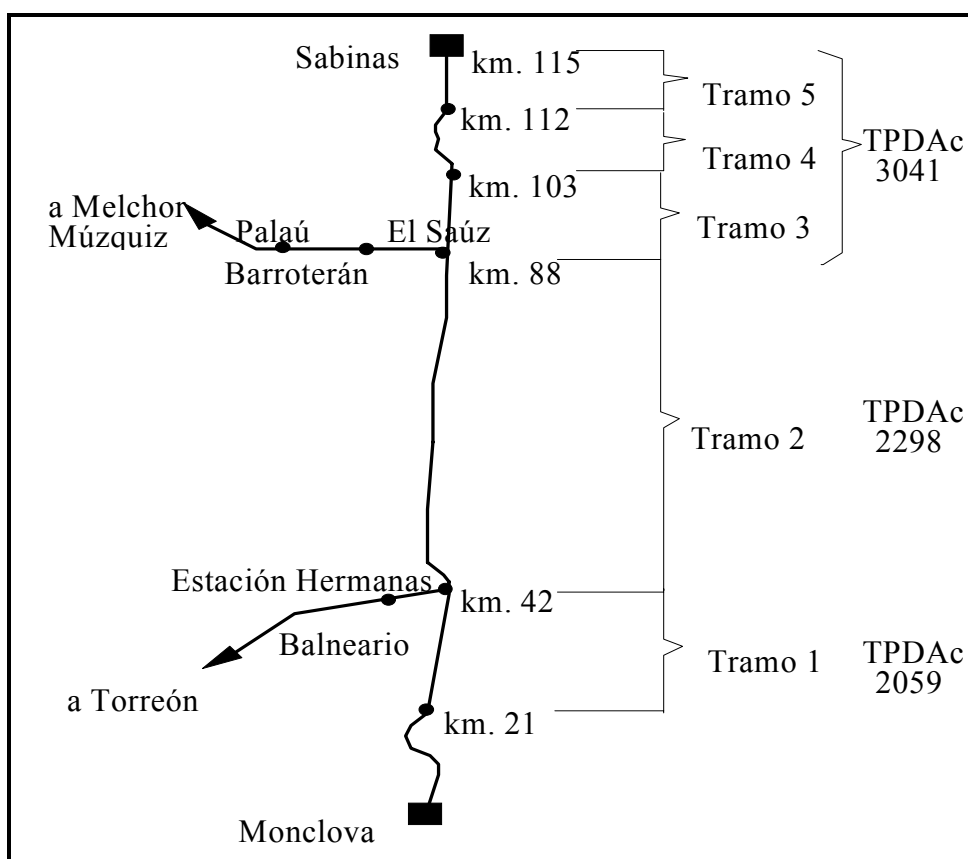 Sabinas
km. 115
Tramo 5
km. 112
TPDAc
3041
Tramo 4
km. 103
a Melchor
Múzquiz
Palaú
El Saúz
Tramo 3
Barroterán
km. 88
TPDAc
2298
Tramo 2
Estación Hermanas
km. 42
Balneario
Tramo 1
TPDAc
2059
a Torreón
km. 21
Monclova